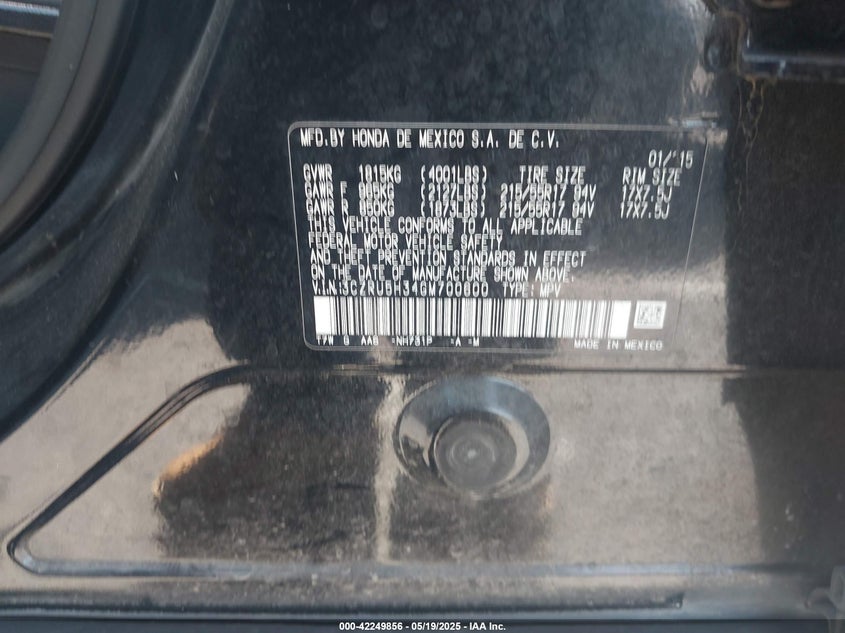 MFD.BY HONDA DE MEXICO S.A. DE C.V.
01/'15
GVWR 1815KG (4001LBS) TIRE SIZE RIM SIZE
GAWR F 965KG (2127LBS) 215/55R17 94V 17X7.5J
GAWR R 850KG (1873LBS) 215/55R17 94V 17X7.5J
THIS VEHICLE CONFORMS TO ALL APPLICABLE
FEDERAL MOTOR VEHICLE SAFETY
AND THEFT PREVENTION STANDARDS IN EFFECT
ON THE DATE OF MANUFACTURE SHOWN ABOVE.
V.I.N: TYPE: MPV
T7W G AAB NH731P -A -M MADE IN MEXICO
000-42249856 - 05/19/2025 - IAA Inc.